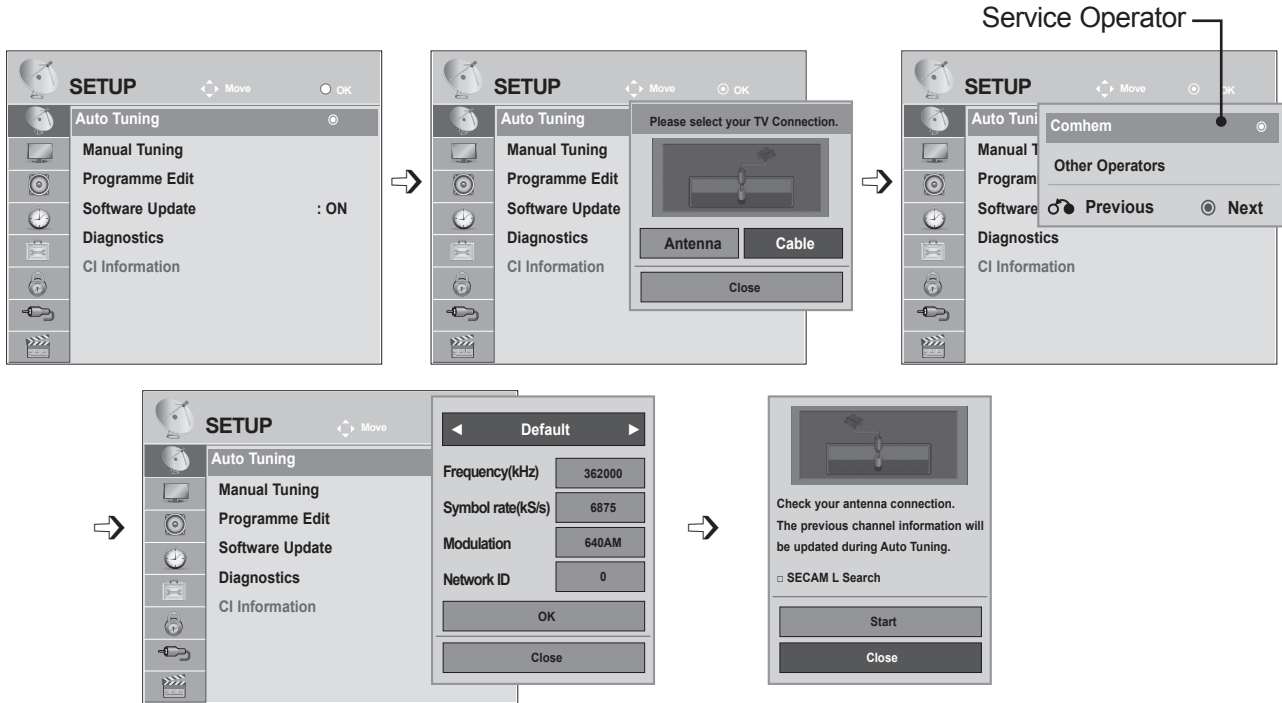 Service Operator
SETUP Move OK
Auto Tuning
Manual Tuning
Programme Edit
Software Update : ON
Diagnostics
CI Information
SETUP Move OK
Auto Tuning
Manual Tuning
Programme Edit
Software Update
Diagnostics
CI Information
Please select your TV Connection.
Antenna Cable
Close
SETUP Move OK
Auto Tuni
Manual T
Program
Software
Diagnostics
CI Information
Comhem
Other Operators
Previous Next
SETUP Move
Auto Tuning
Manual Tuning
Programme Edit
Software Update
Diagnostics
CI Information
◄ Default ►
Frequency(kHz) 362000
Symbol rate(kS/s) 6875
Modulation 640AM
Network ID 0
OK
Close
Check your antenna connection.
The previous channel information will
be updated during Auto Tuning.
□ SECAM L Search
Start
Close